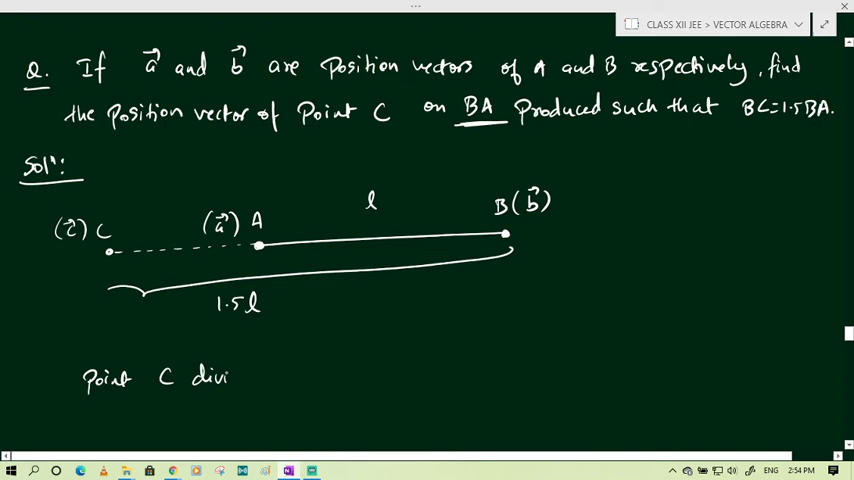 CLASS XII JEE > VECTOR ALGEBRA
Q. If a⃗ and b⃗ are position vectors of A and B respectively, find
the position vector of Point C on BA produced such that BC=1.5BA.
Solⁿ:
l
(c⃗) C (a⃗) A B(b⃗)
1.5l
Point C divi
ENG 2:54 PM